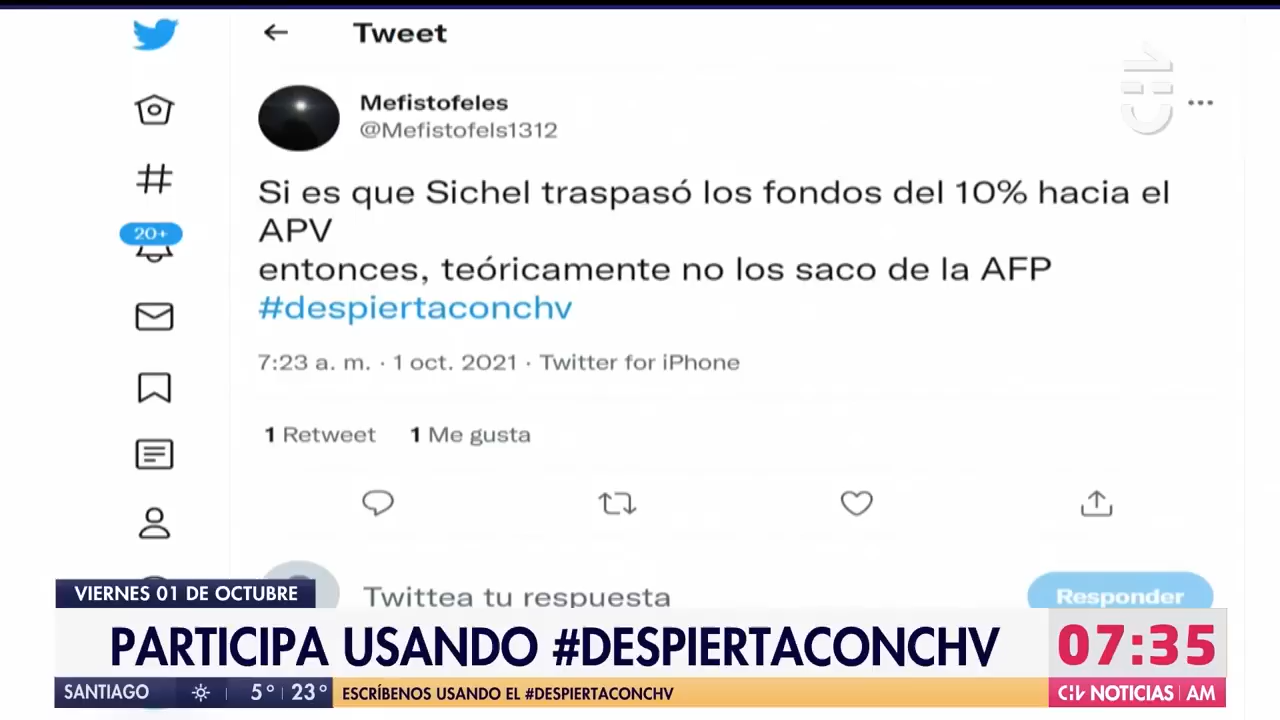 Tweet
Mefistofeles
@Mefistofels1312
Si es que Sichel traspasó los fondos del 10% hacia el
APV
entonces, teóricamente no los saco de la AFP
#despiertaconchv
7:23 a. m. · 1 oct. 2021 · Twitter for iPhone
1 Retweet 1 Me gusta
20+
Twittea tu respuesta
Responder
VIERNES 01 DE OCTUBRE
PARTICIPA USANDO #DESPIERTACONCHV
07:35
SANTIAGO 5° 23° ESCRÍBENOS USANDO EL #DESPIERTACONCHV
CHV NOTICIAS AM